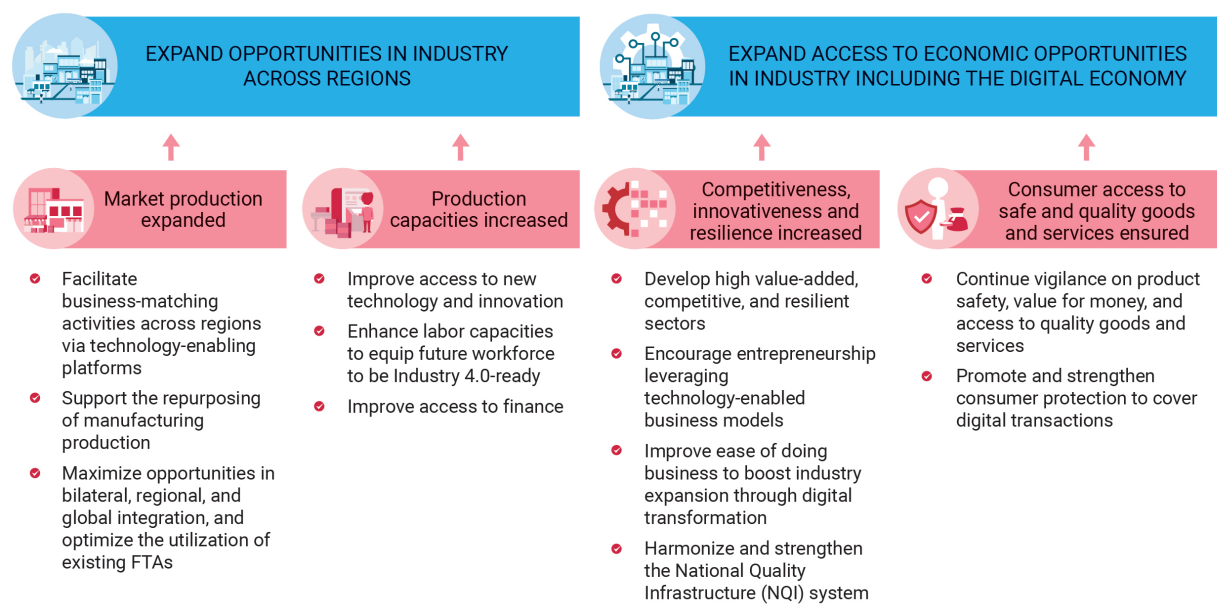 EXPAND OPPORTUNITIES IN INDUSTRY
ACROSS REGIONS
EXPAND ACCESS TO ECONOMIC OPPORTUNITIES
IN INDUSTRY INCLUDING THE DIGITAL ECONOMY
Market production
expanded
Facilitate
business-matching
activities across regions
via technology-enabling
platforms
Support the repurposing
of manufacturing
production
Maximize opportunities in
bilateral, regional, and
global integration, and
optimize the utilization of
existing FTAs
Production
capacities increased
Improve access to new
technology and innovation
Enhance labor capacities
to equip future workforce
to be Industry 4.0-ready
Improve access to finance
Competitiveness,
innovativeness and
resilience increased
Develop high value-added,
competitive, and resilient
sectors
Encourage entrepreneurship
leveraging
technology-enabled
business models
Improve ease of doing
business to boost industry
expansion through digital
transformation
Harmonize and strengthen
the National Quality
Infrastructure (NQI) system
Consumer access to
safe and quality goods
and services ensured
Continue vigilance on product
safety, value for money, and
access to quality goods and
services
Promote and strengthen
consumer protection to cover
digital transactions